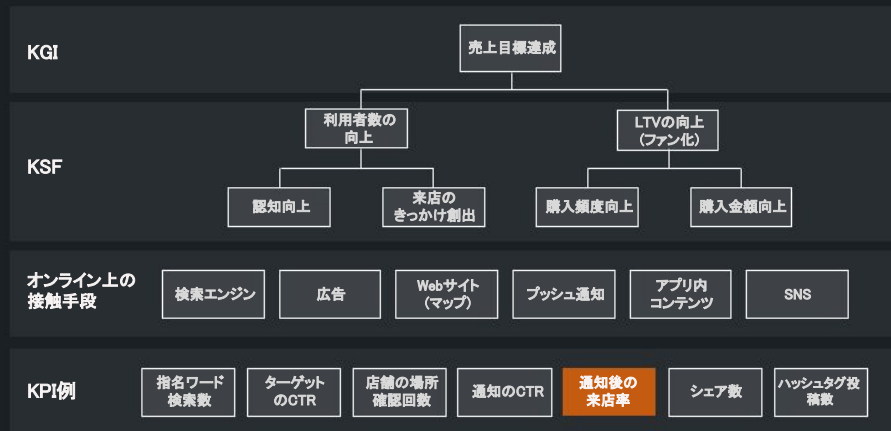 KGI
売上目標達成
利用者数の
向上
LTVの向上
(ファン化)
KSF
認知向上
来店の
きっかけ創出
購入頻度向上
購入金額向上
オンライン上の
接触手段
検索エンジン
広告
Webサイト
(マップ)
プッシュ通知
アプリ内
コンテンツ
SNS
KPI例
指名ワード
検索数
ターゲット
のCTR
店舗の場所
確認回数
通知のCTR
通知後の
来店率
シェア数
ハッシュタグ投
稿数